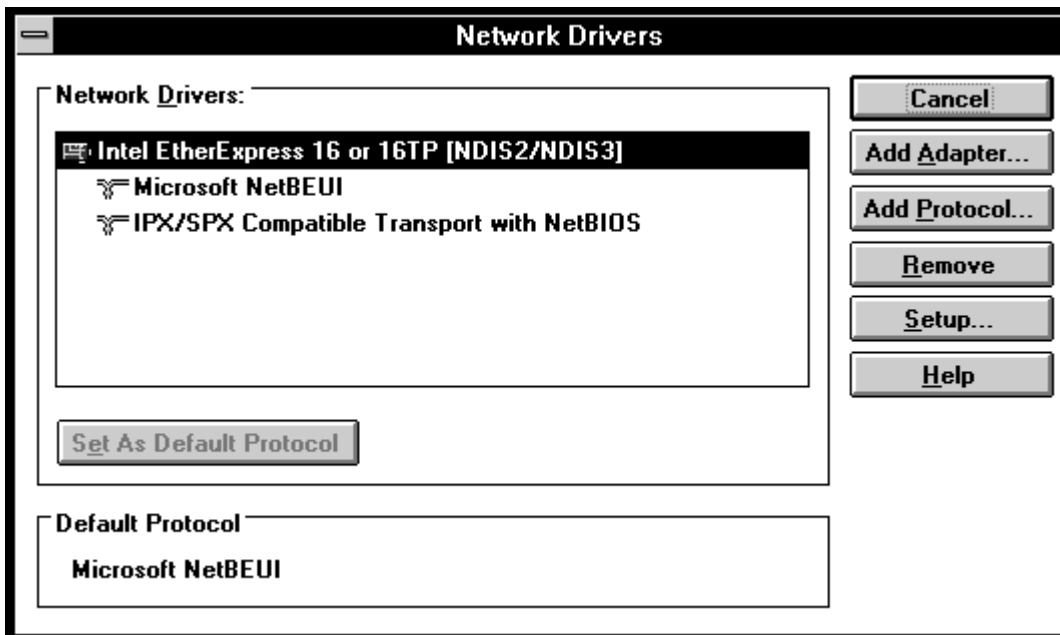 Network Drivers
Network Drivers:
Intel EtherExpress 16 or 16TP [NDIS2/NDIS3]
Microsoft NetBEUI
IPX/SPX Compatible Transport with NetBIOS
Set As Default Protocol
Default Protocol
Microsoft NetBEUI
Cancel
Add Adapter...
Add Protocol...
Remove
Setup...
Help